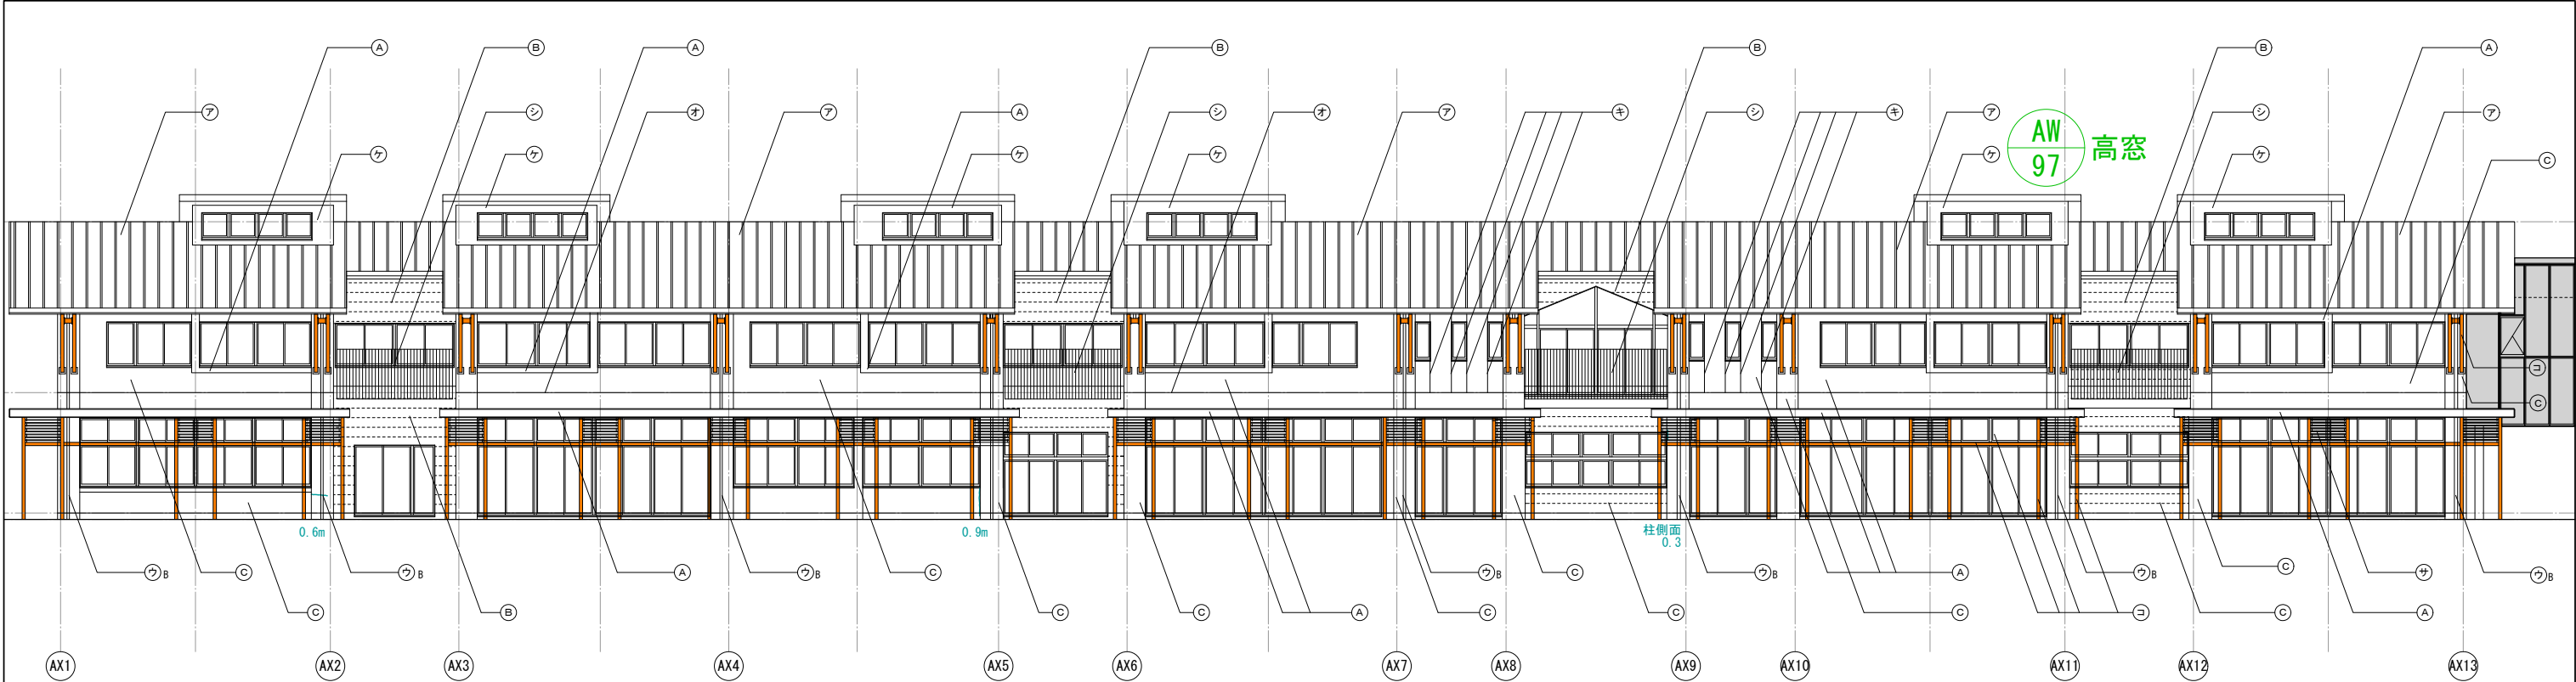 Ⓐ Ⓑ Ⓐ Ⓑ Ⓑ Ⓑ Ⓐ
ア シ オ ア Ⓐ シ オ ア キ シ キ ア AW 97 高窓 シ ア
ケ ケ ケ ケ ケ ケ Ⓒ
コ
Ⓒ
0.6m 0.9m 柱側面
0.3
ウB Ⓒ ウB Ⓐ ウB Ⓒ ウB Ⓒ ウB Ⓐ ウB Ⓒ サ ウB
Ⓒ Ⓑ Ⓒ Ⓒ Ⓐ Ⓒ Ⓒ Ⓒ コ Ⓒ Ⓐ
AX1 AX2 AX3 AX4 AX5 AX6 AX7 AX8 AX9 AX10 AX11 AX12 AX13